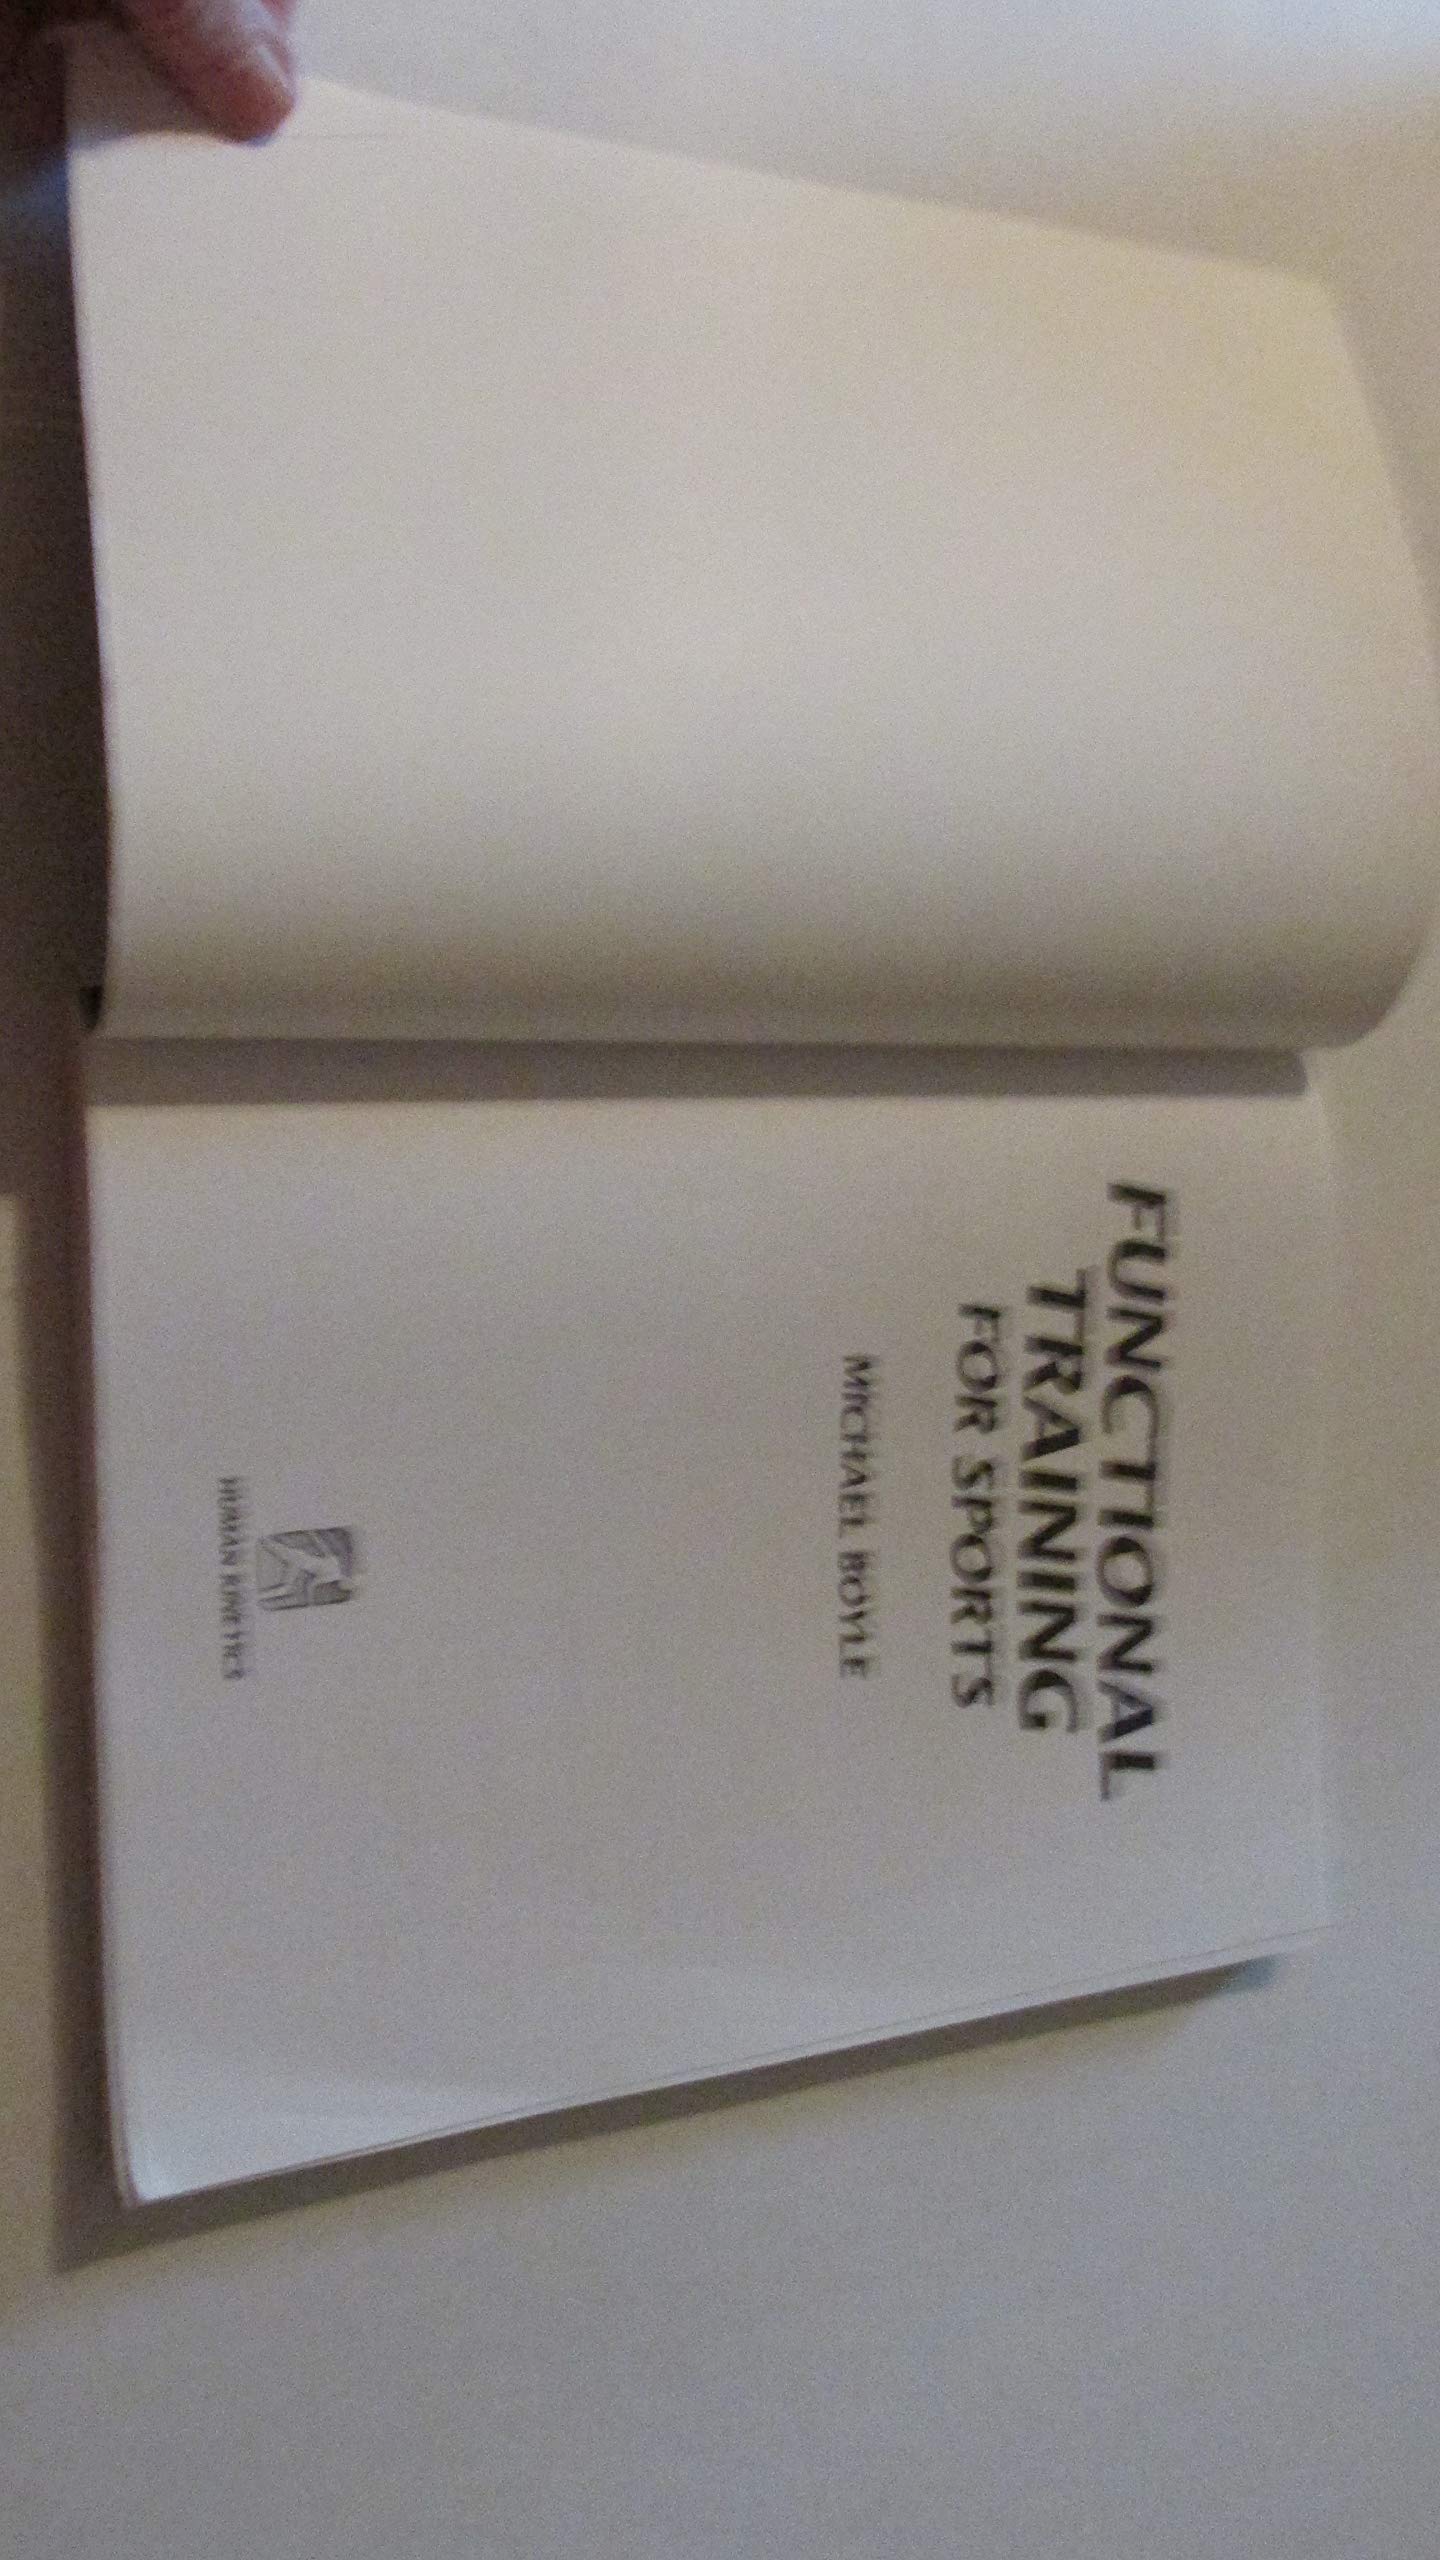 FUNCTIONAL
TRAINING
FOR SPORTS
MICHAEL BOYLE
HUMAN KINETICS